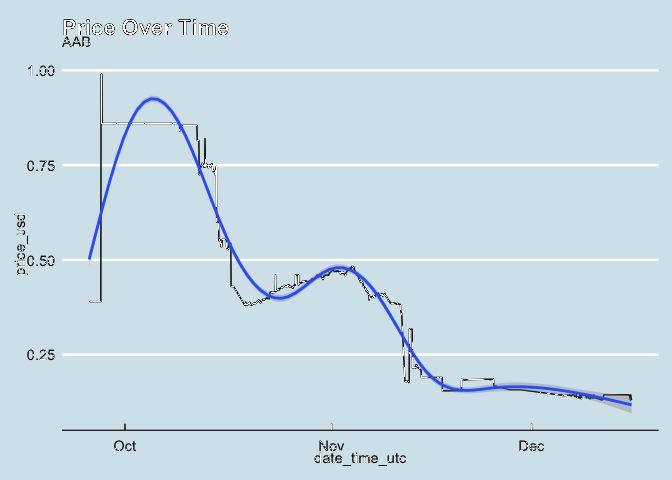 Price Over Time
AAB
1.00
0.75
0.50
0.25
price_usd
Oct Nov Dec
date_time_utc